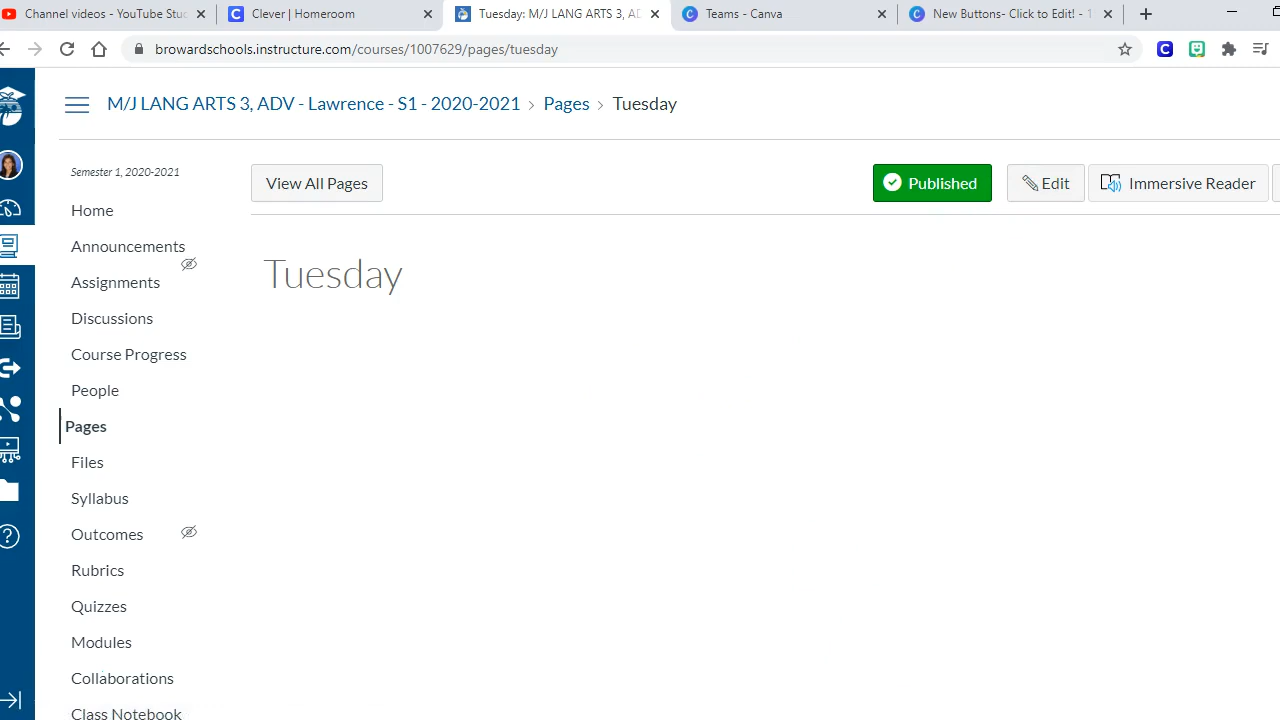 Channel videos - YouTube Stu
Clever | Homeroom
Tuesday: M/J LANG ARTS 3, AD
Teams - Canva
New Buttons- Click to Edit! - 1
browardschools.instructure.com/courses/1007629/pages/tuesday
M/J LANG ARTS 3, ADV - Lawrence - S1 - 2020-2021 > Pages > Tuesday
Semester 1, 2020-2021
View All Pages
Published
Edit
Immersive Reader
Home
Announcements
Assignments
Discussions
Course Progress
People
Pages
Files
Syllabus
Outcomes
Rubrics
Quizzes
Modules
Collaborations
Class Notebook
Tuesday